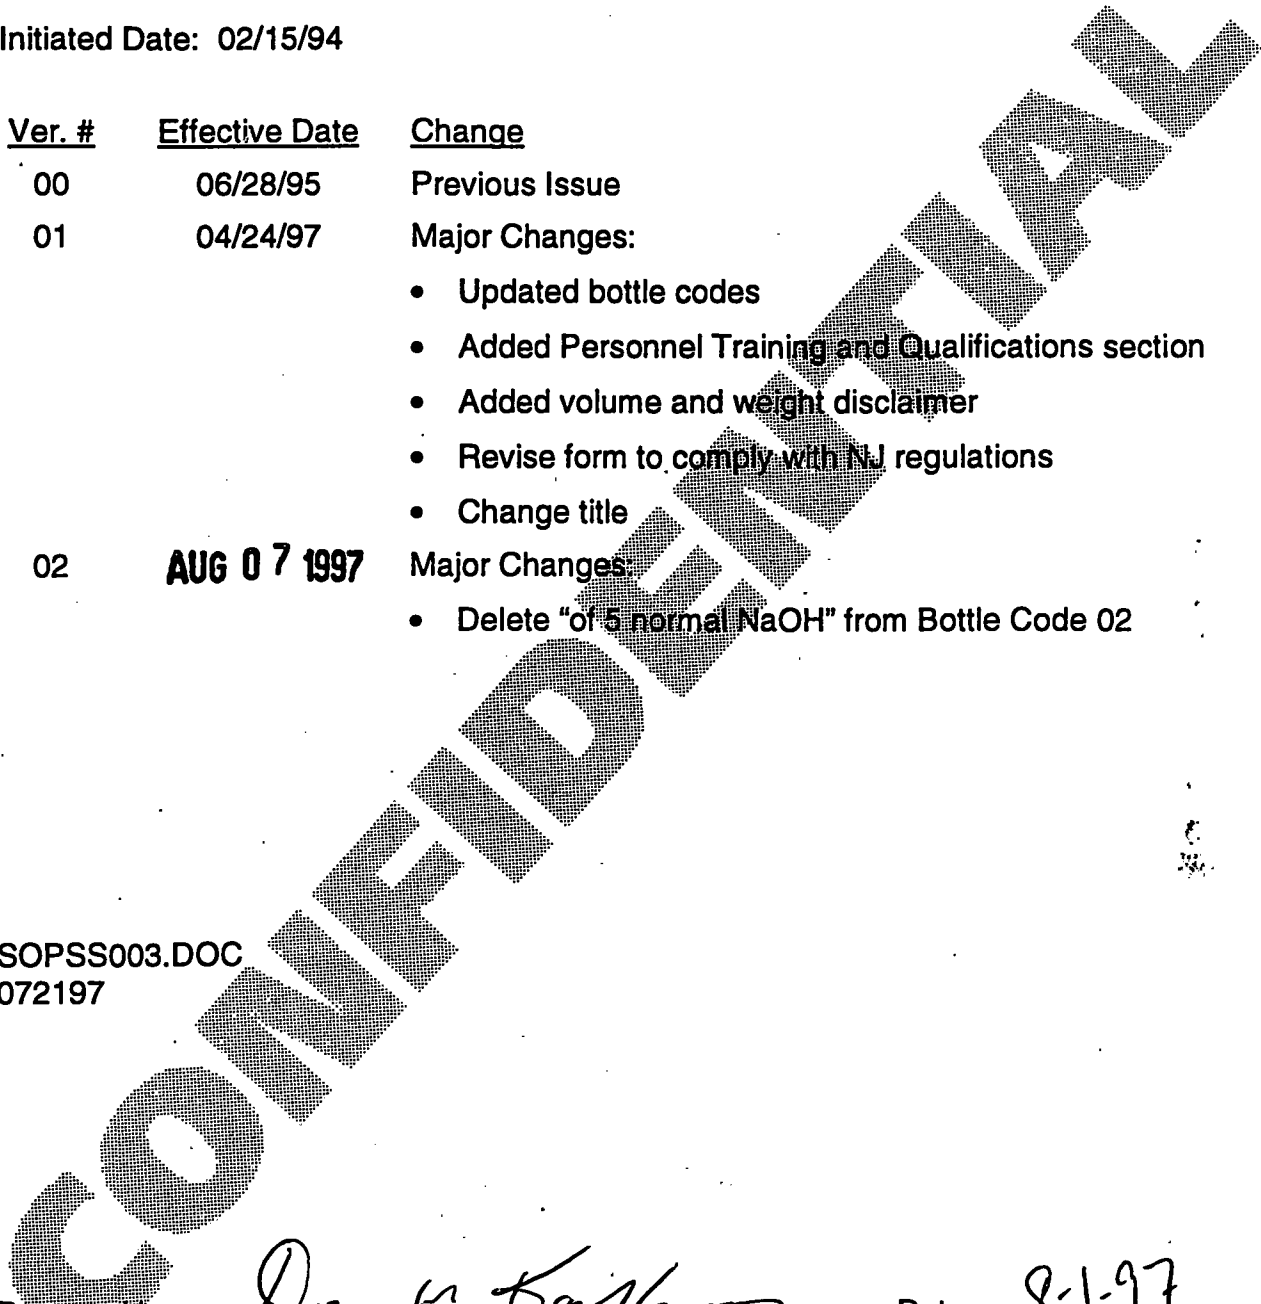 Initiated Date: 02/15/94
Ver. # Effective Date Change
00 06/28/95 Previous Issue
01 04/24/97 Major Changes:
• Updated bottle codes
• Added Personnel Training and Qualifications section
• Added volume and weight disclaimer
• Revise form to comply with NJ regulations
• Change title
02 AUG 07 1997 Major Changes:
• Delete “of 5 normal NaOH” from Bottle Code 02
SOPSS003.DOC
072197
CONFIDENTIAL
8-1-97